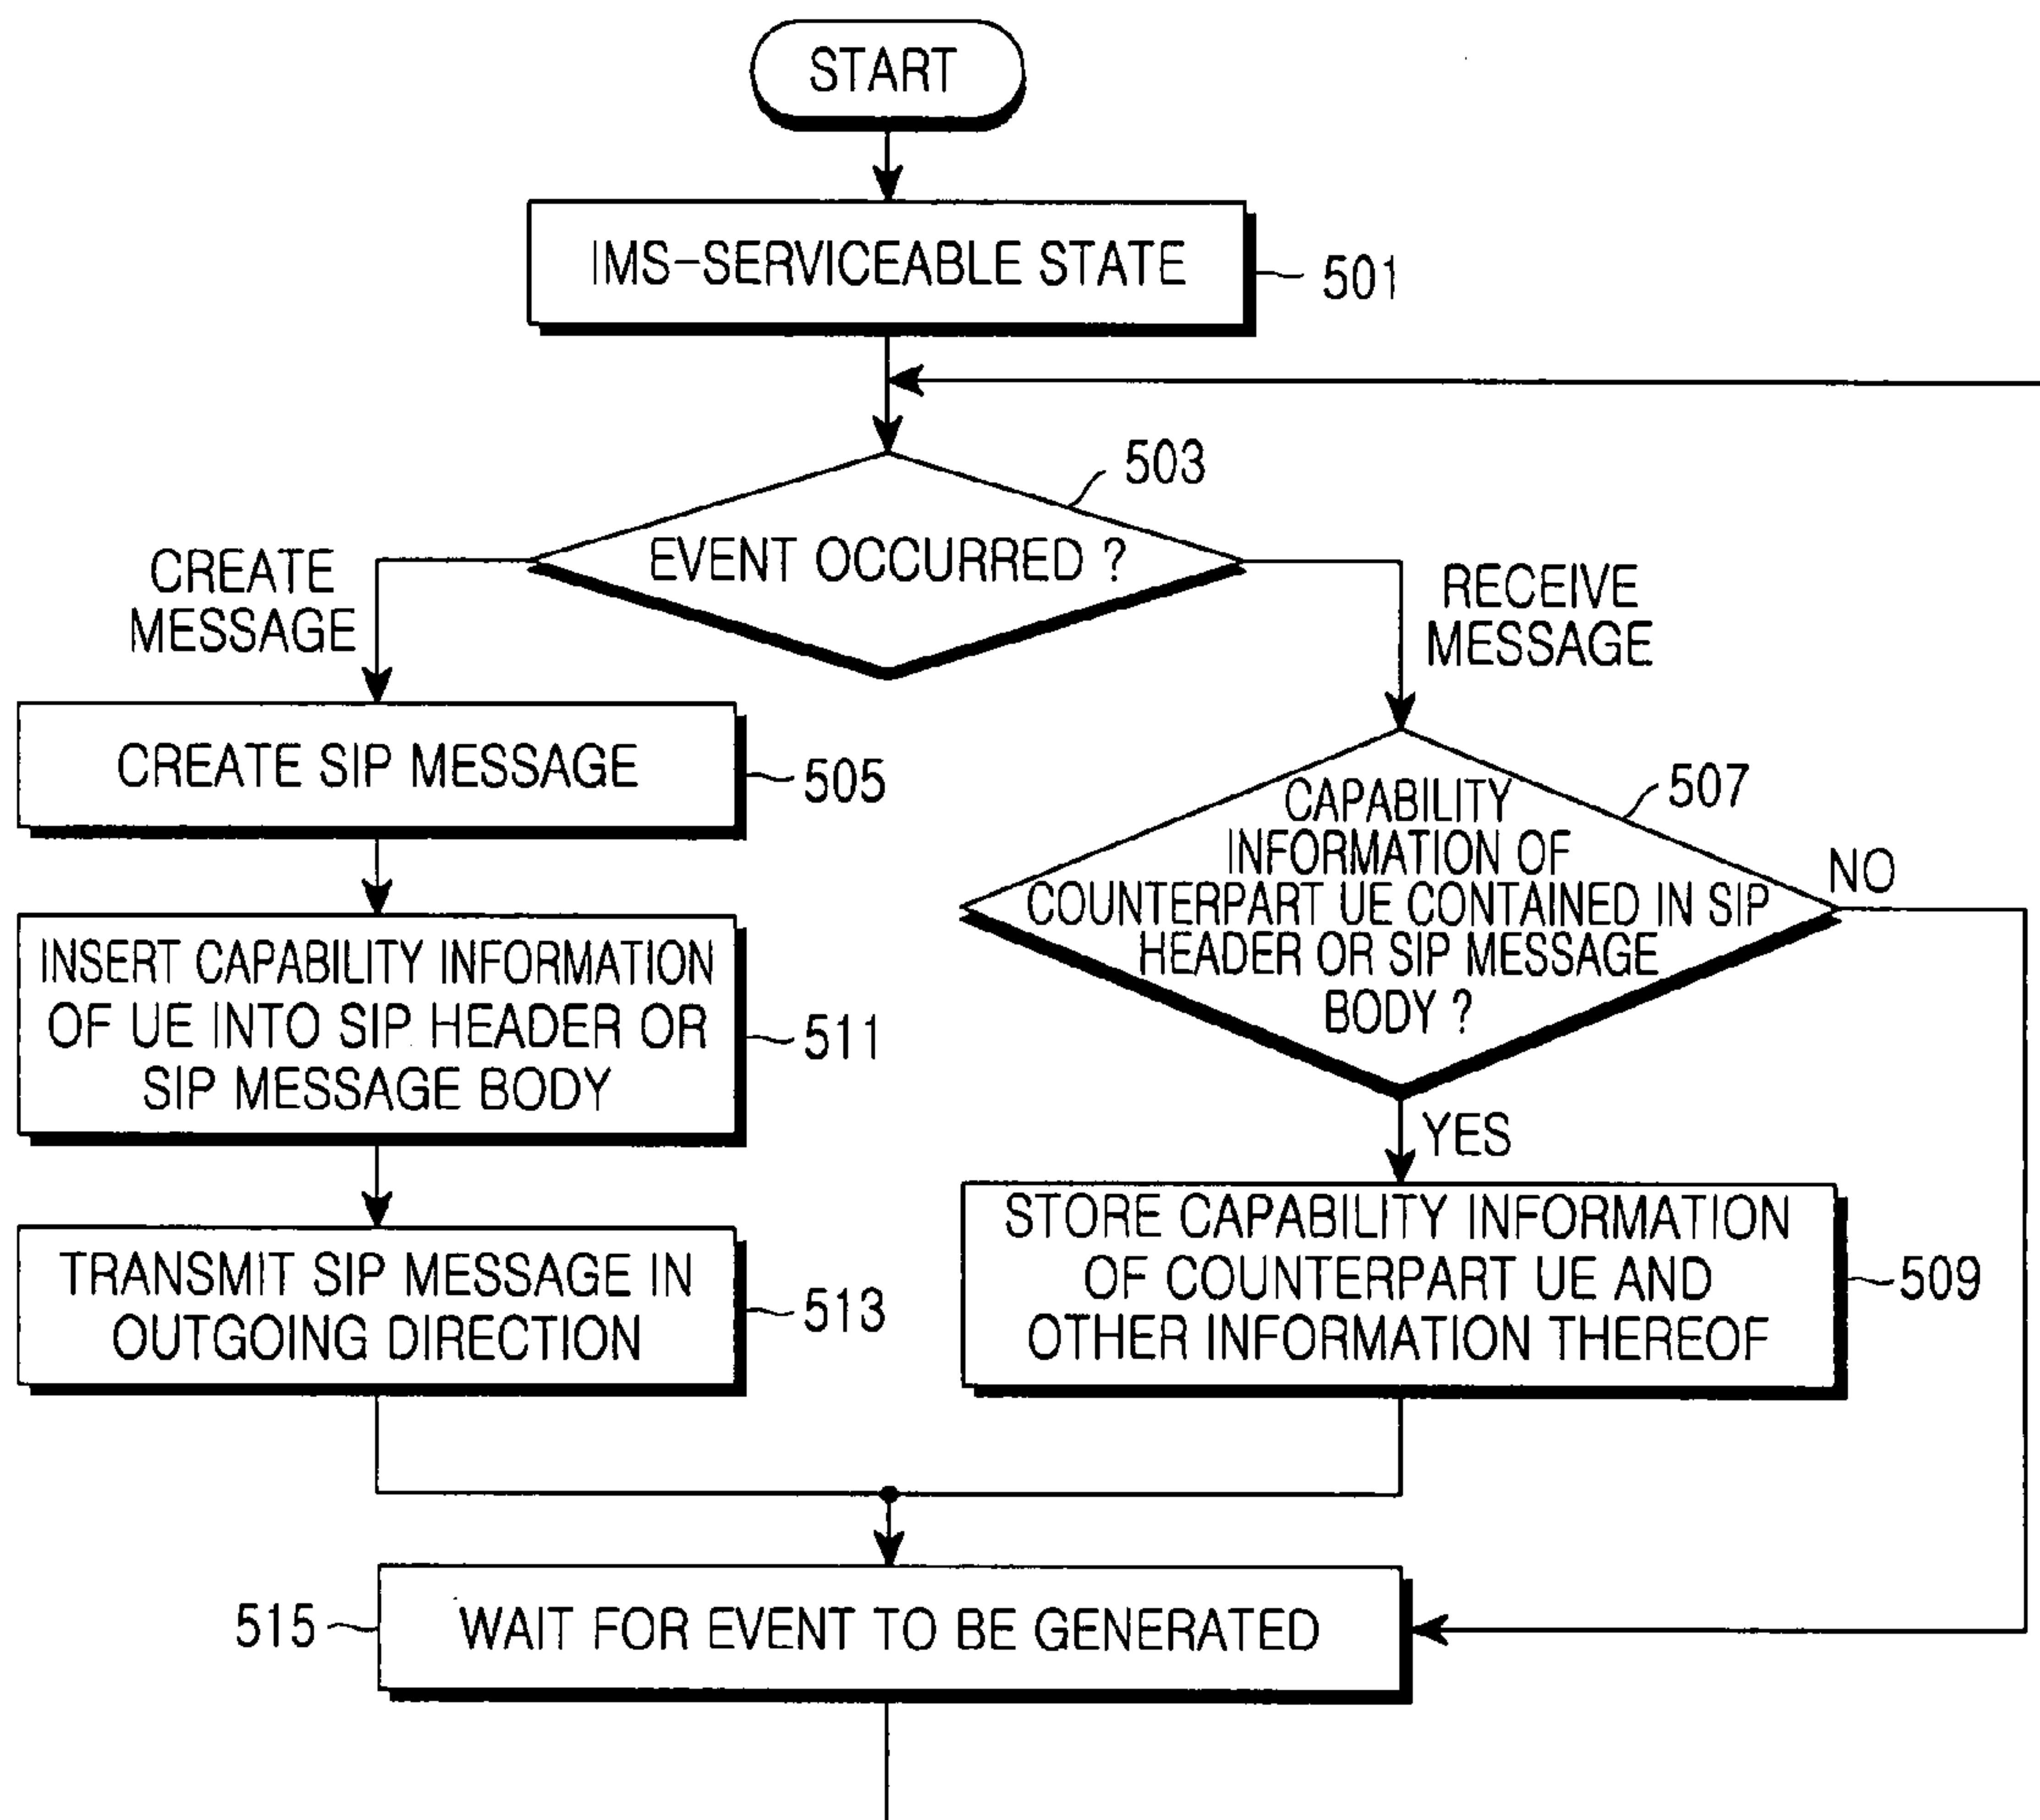 START
IMS-SERVICEABLE STATE
501
503
EVENT OCCURRED ?
CREATE
MESSAGE
RECEIVE
MESSAGE
CREATE SIP MESSAGE
505
507
CAPABILITY
INFORMATION OF
COUNTERPART UE CONTAINED IN SIP
HEADER OR SIP MESSAGE
BODY ?
NO
INSERT CAPABILITY INFORMATION
OF UE INTO SIP HEADER OR
SIP MESSAGE BODY
511
YES
TRANSMIT SIP MESSAGE IN
OUTGOING DIRECTION
513
STORE CAPABILITY INFORMATION
OF COUNTERPART UE AND
OTHER INFORMATION THEREOF
509
515
WAIT FOR EVENT TO BE GENERATED